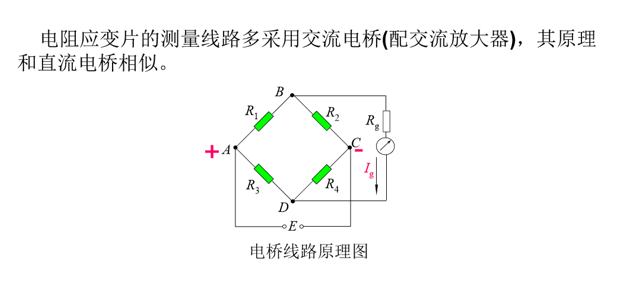 电阻应变片的测量线路多采用交流电桥(配交流放大器)，其原理
和直流电桥相似。
B
R1
R2
Rg
+
A
C
-
Ig
R3
R4
D
E
电桥线路原理图